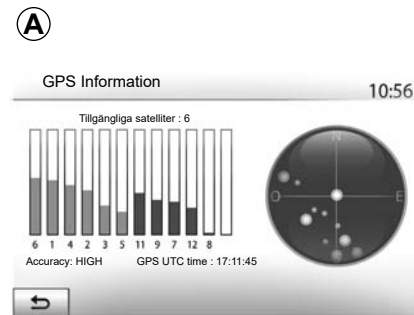 A
GPS Information 10:56
Tillgängliga satelliter : 6
N
O E
6 1 4 2 3 5 11 9 7 12 8
Accuracy: HIGH GPS UTC time : 17:11:45